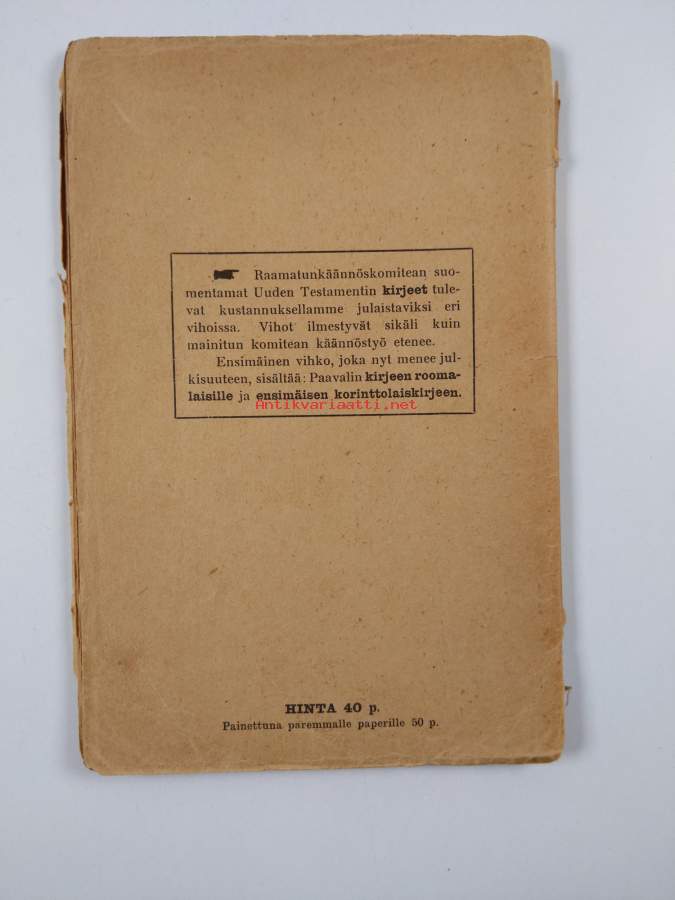 Raamatunkäännöskomitean suo-
mentamat Uuden Testamentin kirjeet tule-
vat kustannuksellamme julaistaviksi eri
vihoissa. Vihot ilmestyvät sikäli kuin
mainitun komitean käännöstyö etenee.
Ensimäinen vihko, joka nyt menee jul-
kisuuteen, sisältää: Paavalin kirjeen rooma-
laisille ja ensimäisen korinttolaiskirjeen.
Antikvariaatti.net
HINTA 40 p.
Painettuna paremmalle paperille 50 p.